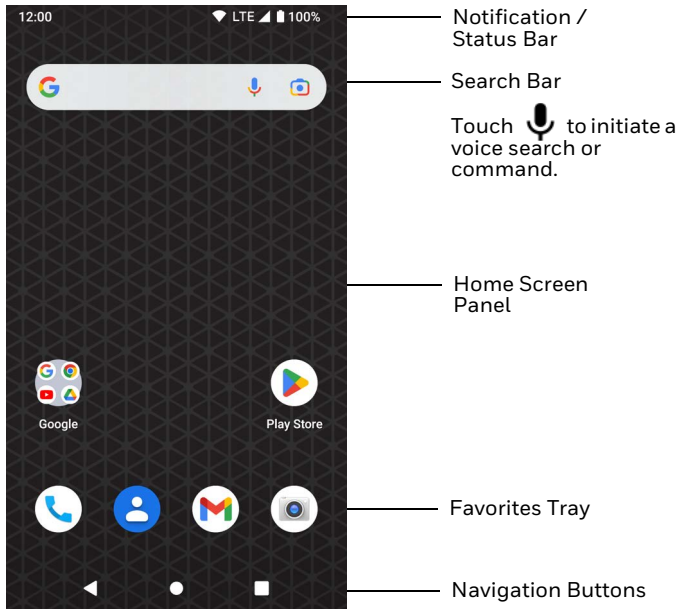 12:00 LTE 100%
Notification /
Status Bar
Search Bar
Touch to initiate a
voice search or
command.
Home Screen
Panel
Google
Play Store
Favorites Tray
Navigation Buttons